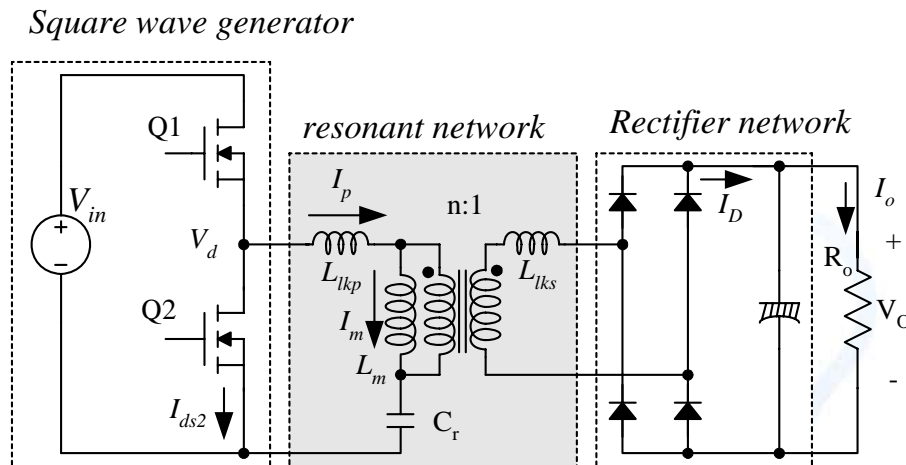 Square wave generator
resonant network
Rectifier network
Q1
I_p
n:1
I_D
I_o
V_in
+
-
V_d
L_lkp
L_lks
R_o
+
V_O
-
Q2
I_m
L_m
I_ds2
C_r